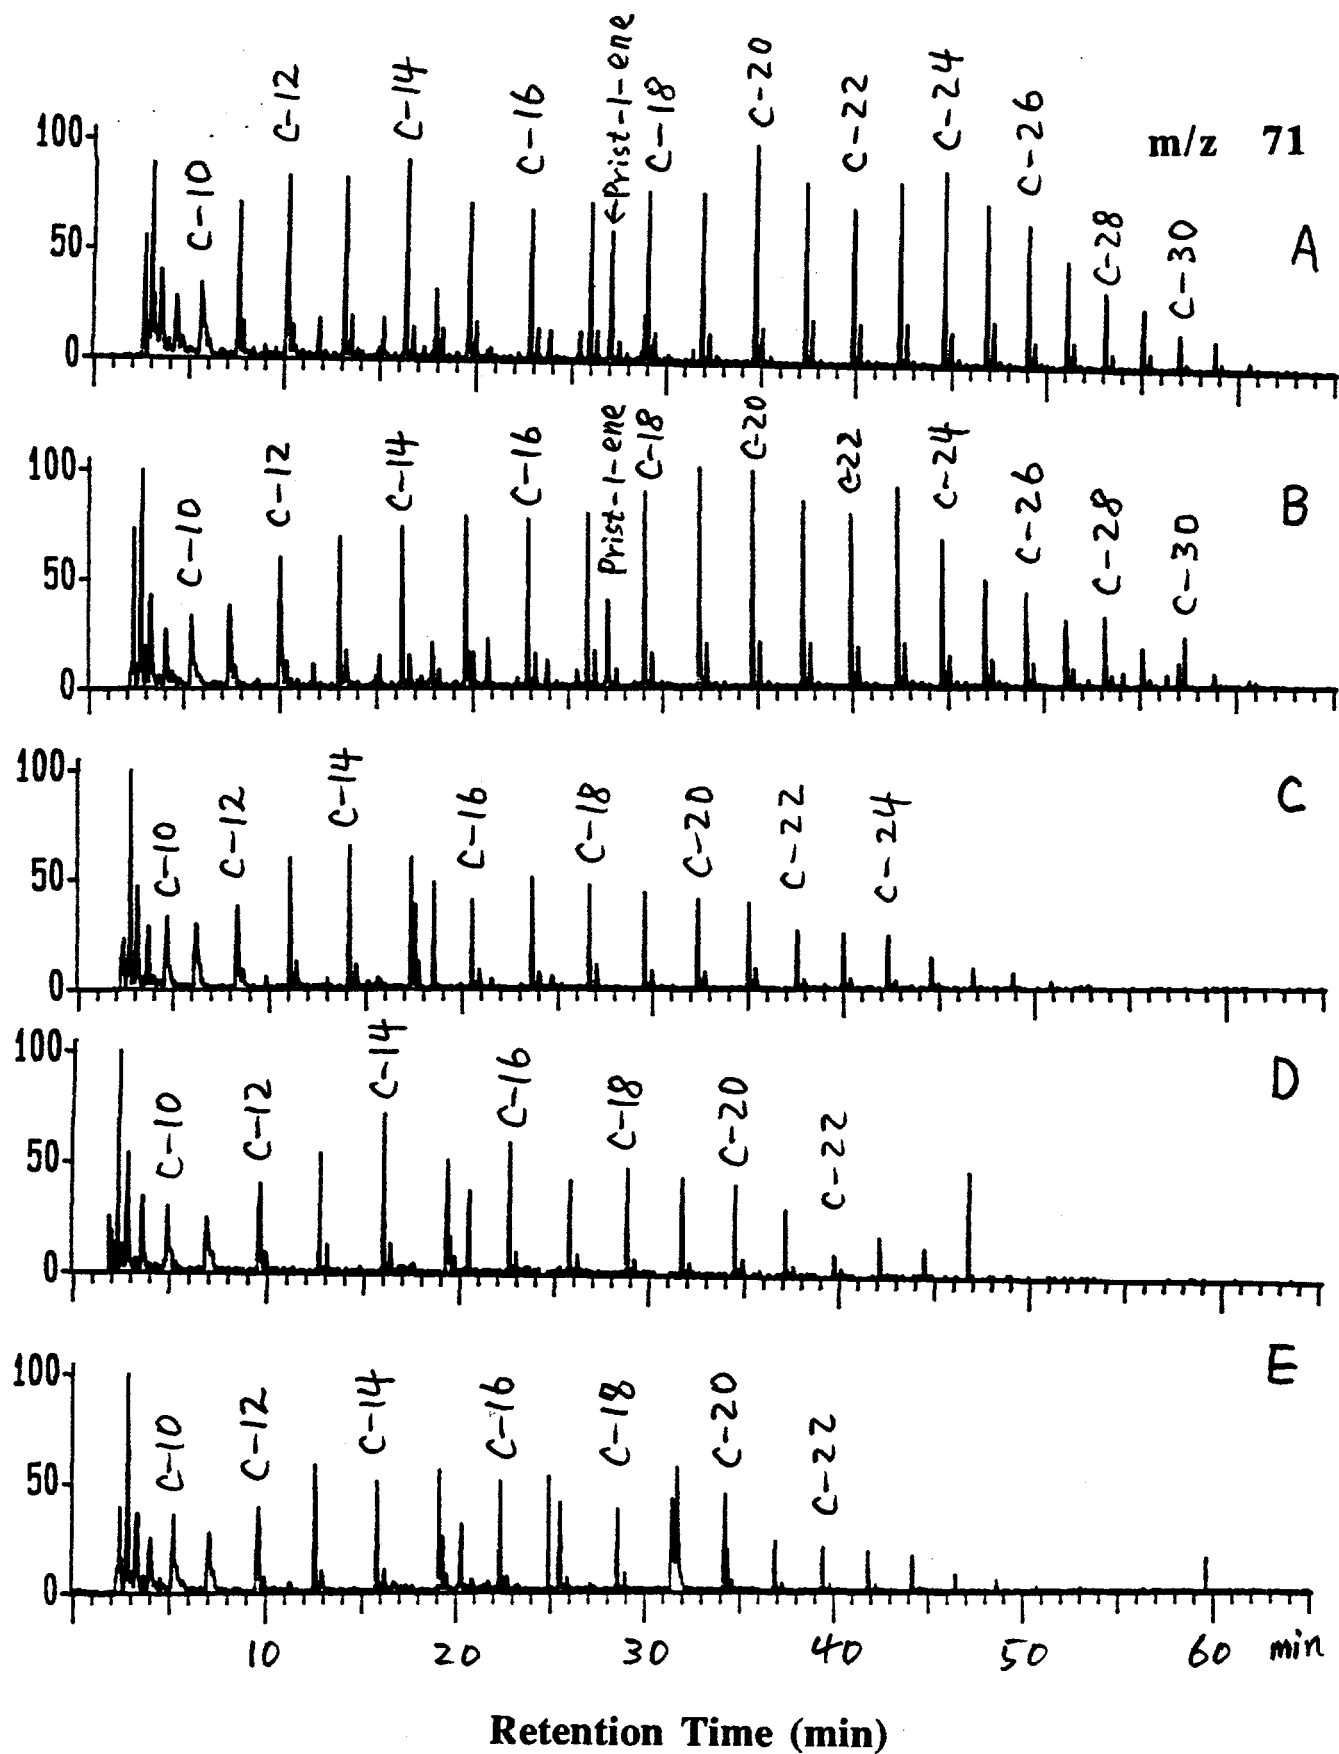 C-10 C-12 C-14 C-16 ←Prist-1-ene C-18 C-20 C-22 C-24 C-26 C-28 C-30
m/z 71
A
100
50
0
C-10 C-12 C-14 C-16 Prist-1-ene C-18 C-20 C-22 C-24 C-26 C-28 C-30
B
100
50
0
C-10 C-12 C-14 C-16 C-18 C-20 C-22 C-24
C
100
50
0
C-10 C-12 C-14 C-16 C-18 C-20 C-22
D
100
50
0
C-10 C-12 C-14 C-16 C-18 C-20 C-22
E
100
50
0
10 20 30 40 50 60 min
Retention Time (min)